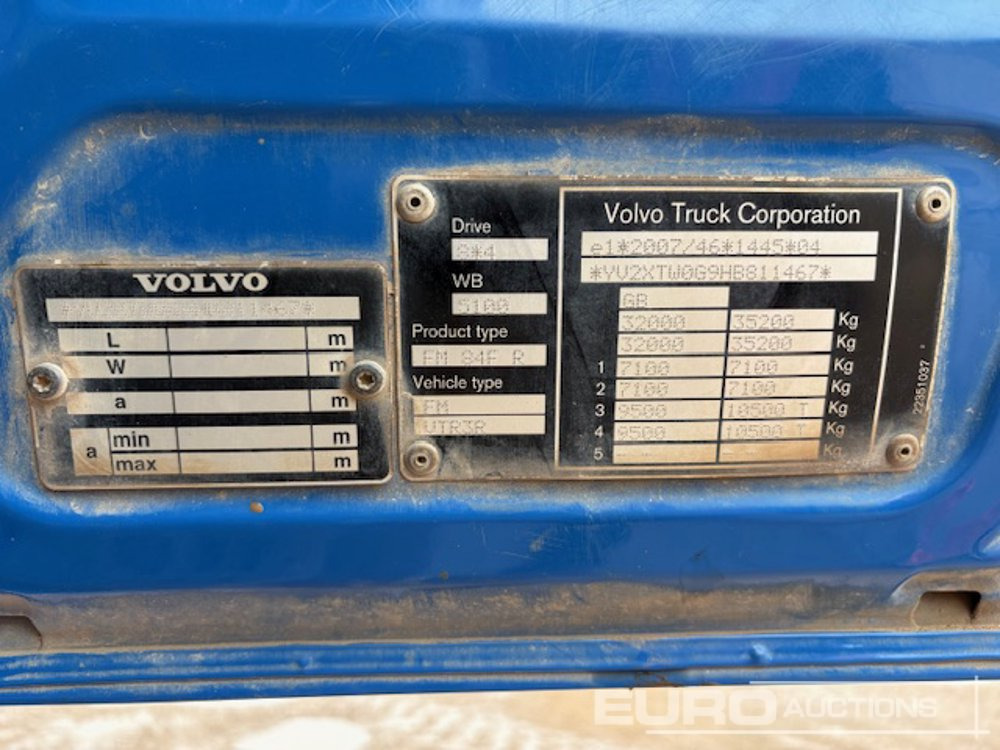 VOLVO
L m
W m
a m
a min m
max m
Drive
8*4
WB
5100
Product type
FM 84F R
Vehicle type
FM
UTR3R
Volvo Truck Corporation
e1*2007/46*1445*04
*YV2XTW0G9HB811467*
GB
32000 35200 Kg
32000 35200 Kg
1 7100 7100 Kg
2 7100 7100 Kg
3 9500 10500 T Kg
4 9500 10500 T Kg
5 -- -- Kg
22351037
EURO AUCTIONS